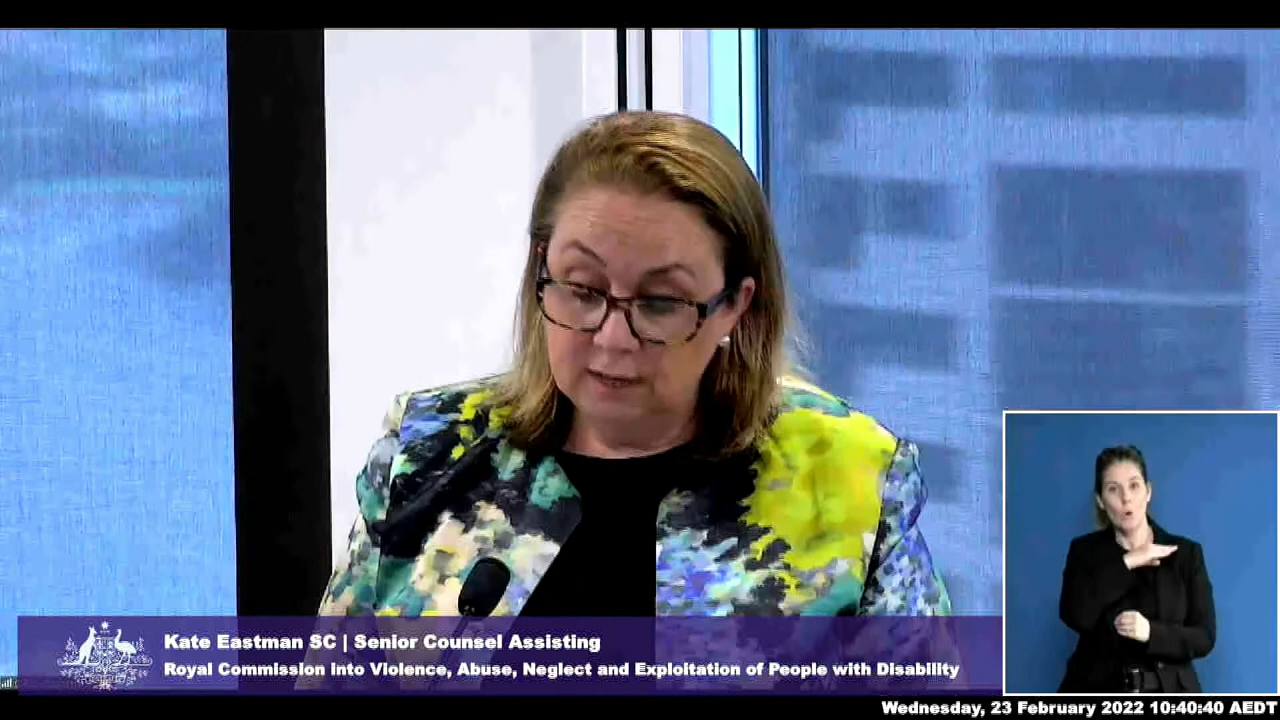 Kate Eastman SC | Senior Counsel Assisting
Royal Commission into Violence, Abuse, Neglect and Exploitation of People with Disability
Wednesday, 23 February 2022 10:40:40 AEDT